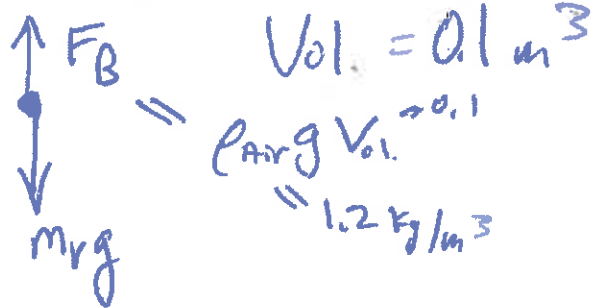 F_B Vol. = 0.1 m³
= ρ_Air g Vol. → 0.1
= 1.2 kg/m³
m_r g